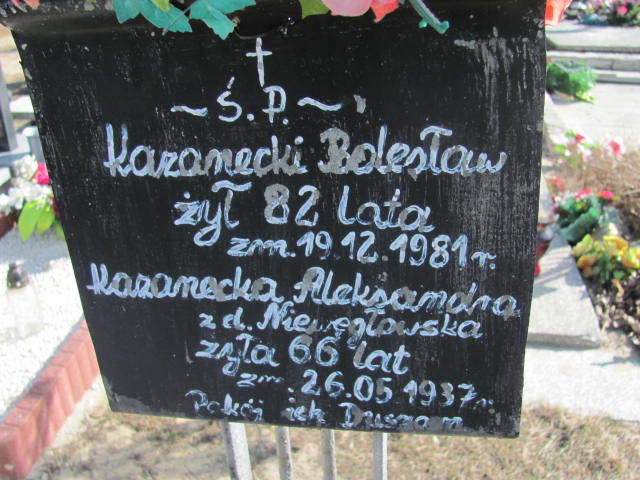 ~ Ś.P. ~
Kazanecki Bolesław
żył 82 lata
zm. 19.12.1981 r.
Kazanecka Aleksandra
z d. Niewęgłowska
żyła 66 lat
zm. 26.05 1937 r.
Pokój ich Duszom